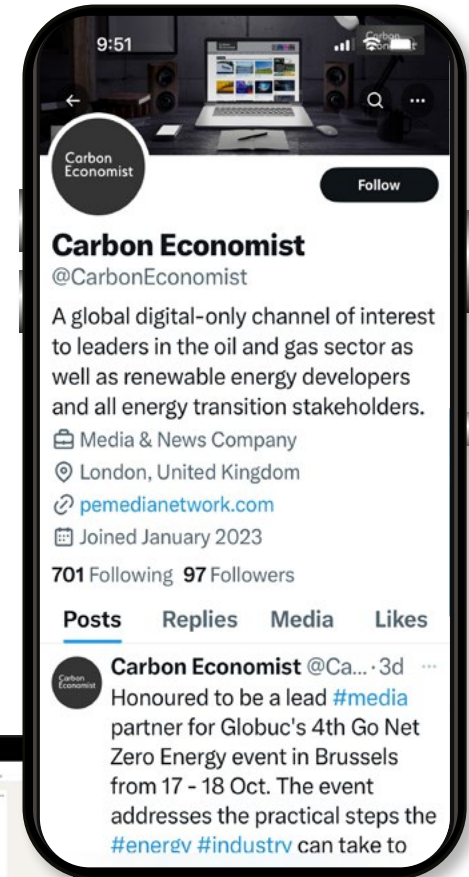 9:51
Carbon
Economist
Follow
Carbon Economist
@CarbonEconomist
A global digital-only channel of interest
to leaders in the oil and gas sector as
well as renewable energy developers
and all energy transition stakeholders.
Media & News Company
London, United Kingdom
pemedianetwork.com
Joined January 2023
701 Following 97 Followers
Posts Replies Media Likes
Carbon
Economist
Carbon Economist @Ca... · 3d ...
Honoured to be a lead #media
partner for Globuc's 4th Go Net
Zero Energy event in Brussels
from 17 - 18 Oct. The event
addresses the practical steps the
#energy #industry can take to